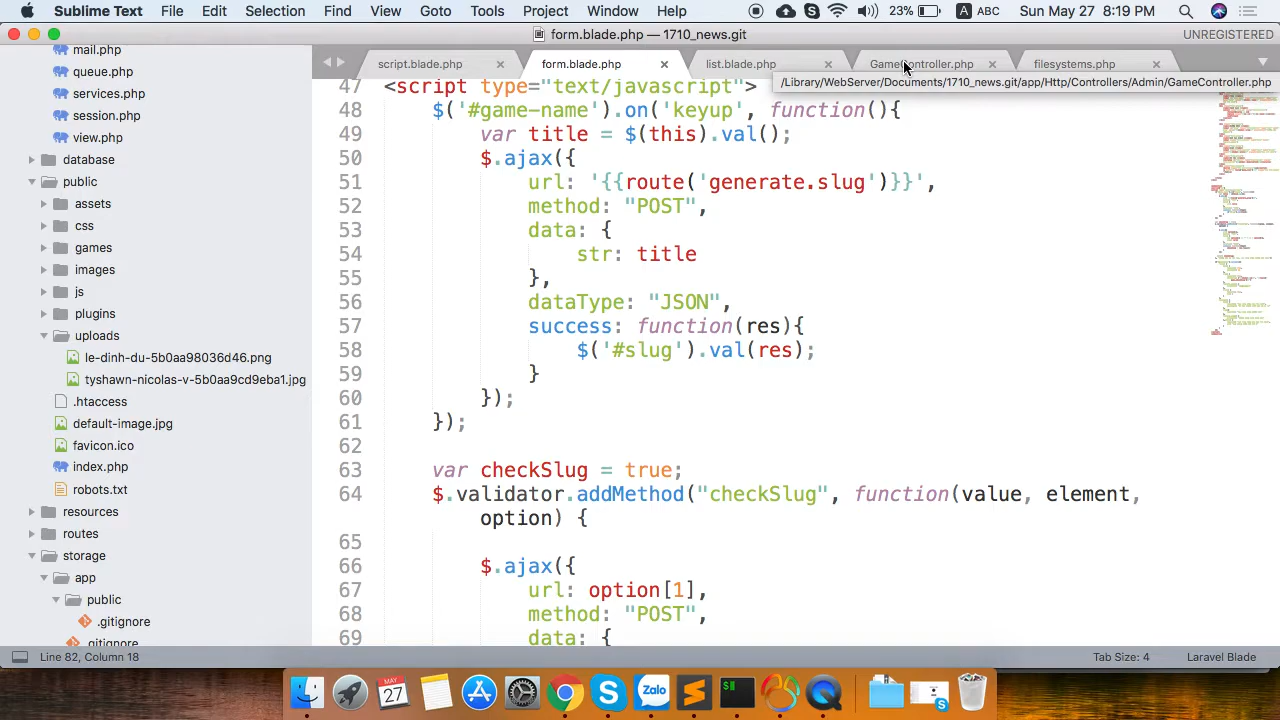 Sublime Text File Edit Selection Find View Goto Tools Project Window Help 23% A ABC Sun May 27 8:19 PM
form.blade.php — 1710_news.git UNREGISTERED
script.blade.php form.blade.php list.blade.php GameController.php filesystems.php
/Library/WebServer/Documents/1710_news.git/app/Http/Controllers/Admin/GameController.php
mail.php
queue.php
services.php
session.php
view.php
database
public
assets
css
games
images
js
plugins
uploads
le-dinh-du-5b0aa98036d46.png
tyshawn-nicolas-v-5b0aa9cd9eba1.jpg
.htaccess
default-image.jpg
favicon.ico
index.php
robots.txt
resources
routes
storage
app
public
.gitignore
.gitignore
47 <script type="text/javascript">
48 $('#game-name').on('keyup', function(){
49 var title = $(this).val();
50 $.ajax({
51 url: '{{route('generate.slug')}}',
52 method: "POST",
53 data: {
54 str: title
55 },
56 dataType: "JSON",
57 success: function(res){
58 $('#slug').val(res);
59 }
60 });
61 });
62
63 var checkSlug = true;
64 $.validator.addMethod("checkSlug", function(value, element,
option) {
65
66 $.ajax({
67 url: option[1],
68 method: "POST",
69 data: {
Line 82, Column 18 Tab Size: 4 Laravel Blade
MAY
27
Zalo